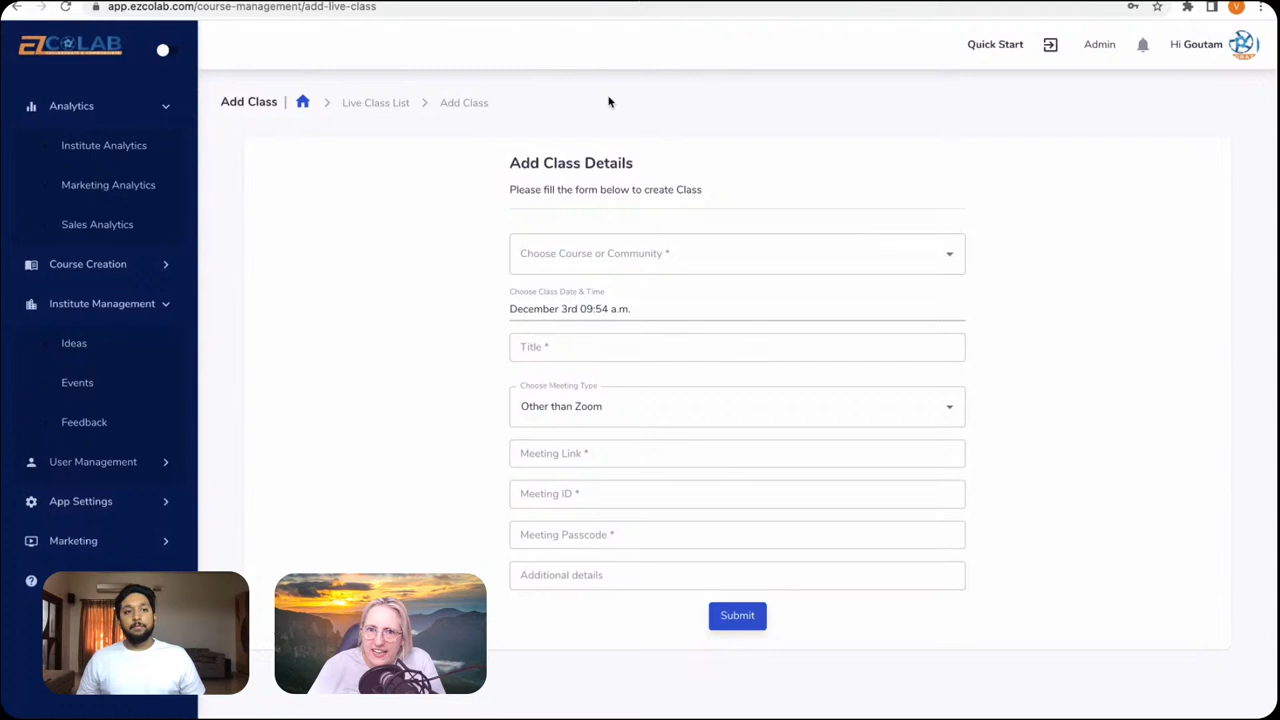 app.ezcolab.com/course-management/add-live-class
V
EZCOLAB
Quick Start
Admin
Hi Goutam
Add Class |
Live Class List
Add Class
Analytics
Institute Analytics
Marketing Analytics
Sales Analytics
Course Creation
Institute Management
Ideas
Events
Feedback
User Management
App Settings
Marketing
Add Class Details
Please fill the form below to create Class
Choose Course or Community *
Choose Class Date & Time
December 3rd 09:54 a.m.
Title *
Choose Meeting Type
Other than Zoom
Meeting Link *
Meeting ID *
Meeting Passcode *
Additional details
Submit